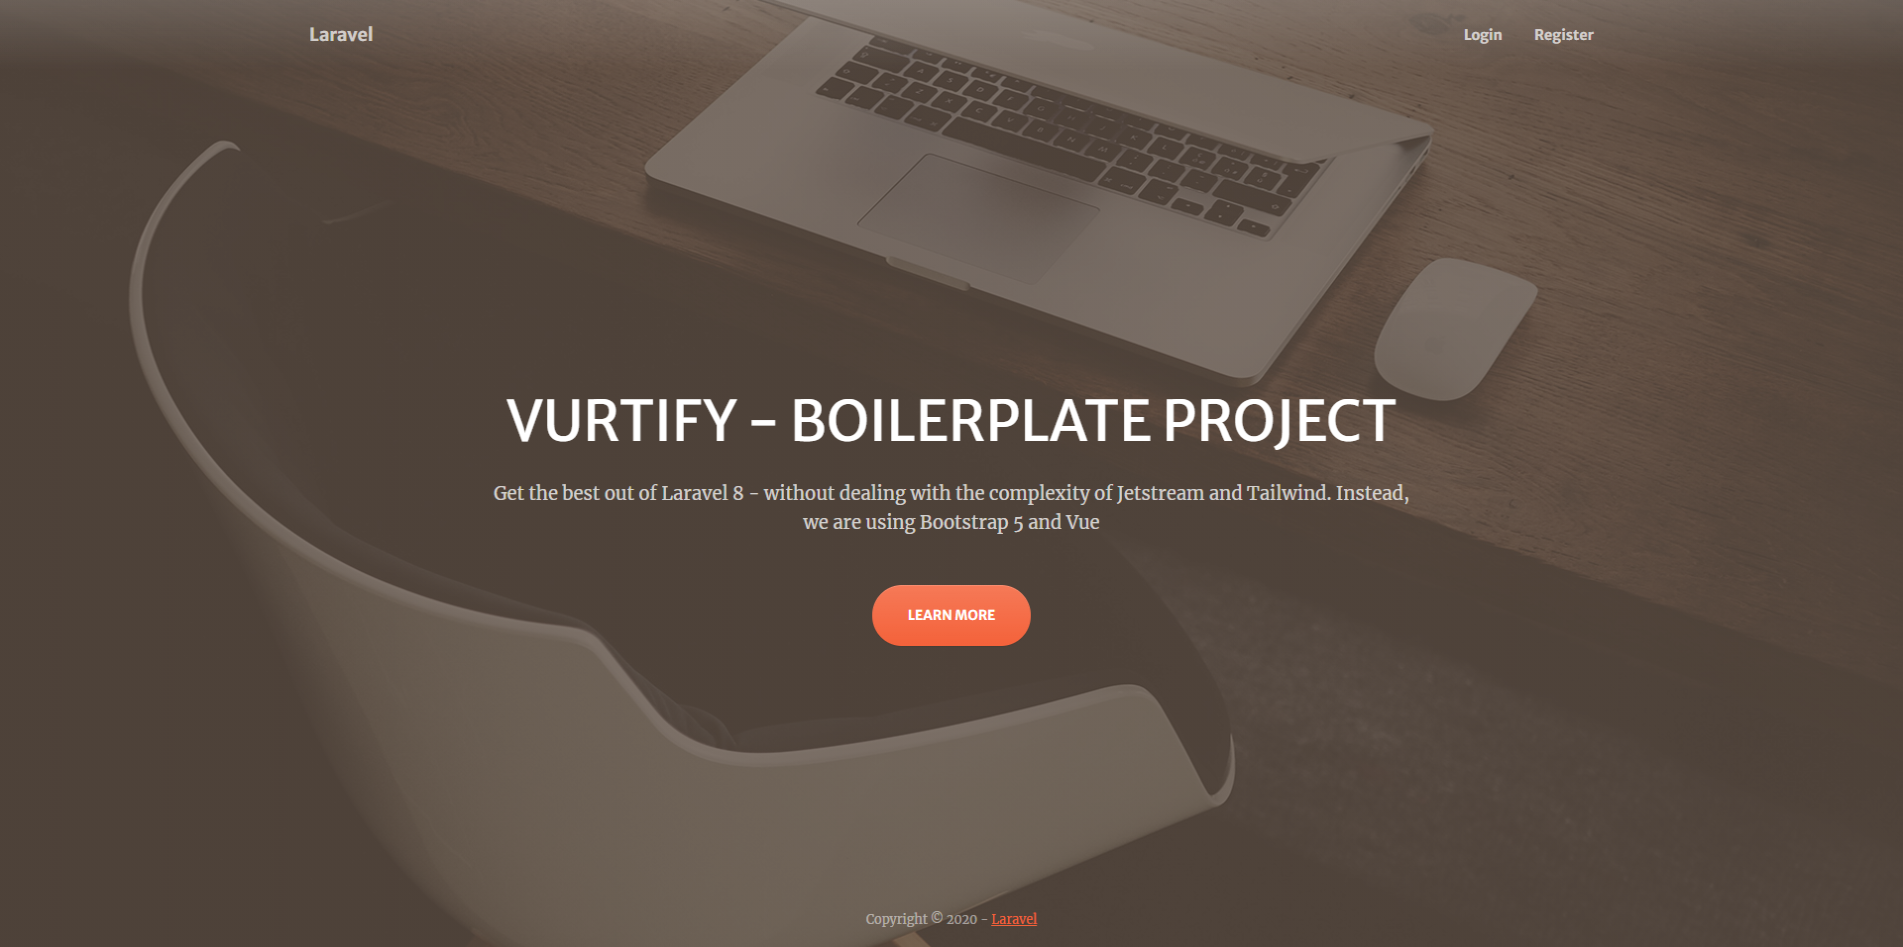 Laravel
Login Register
VURTIFY - BOILERPLATE PROJECT
Get the best out of Laravel 8 - without dealing with the complexity of Jetstream and Tailwind. Instead,
we are using Bootstrap 5 and Vue
LEARN MORE
Copyright © 2020 - Laravel